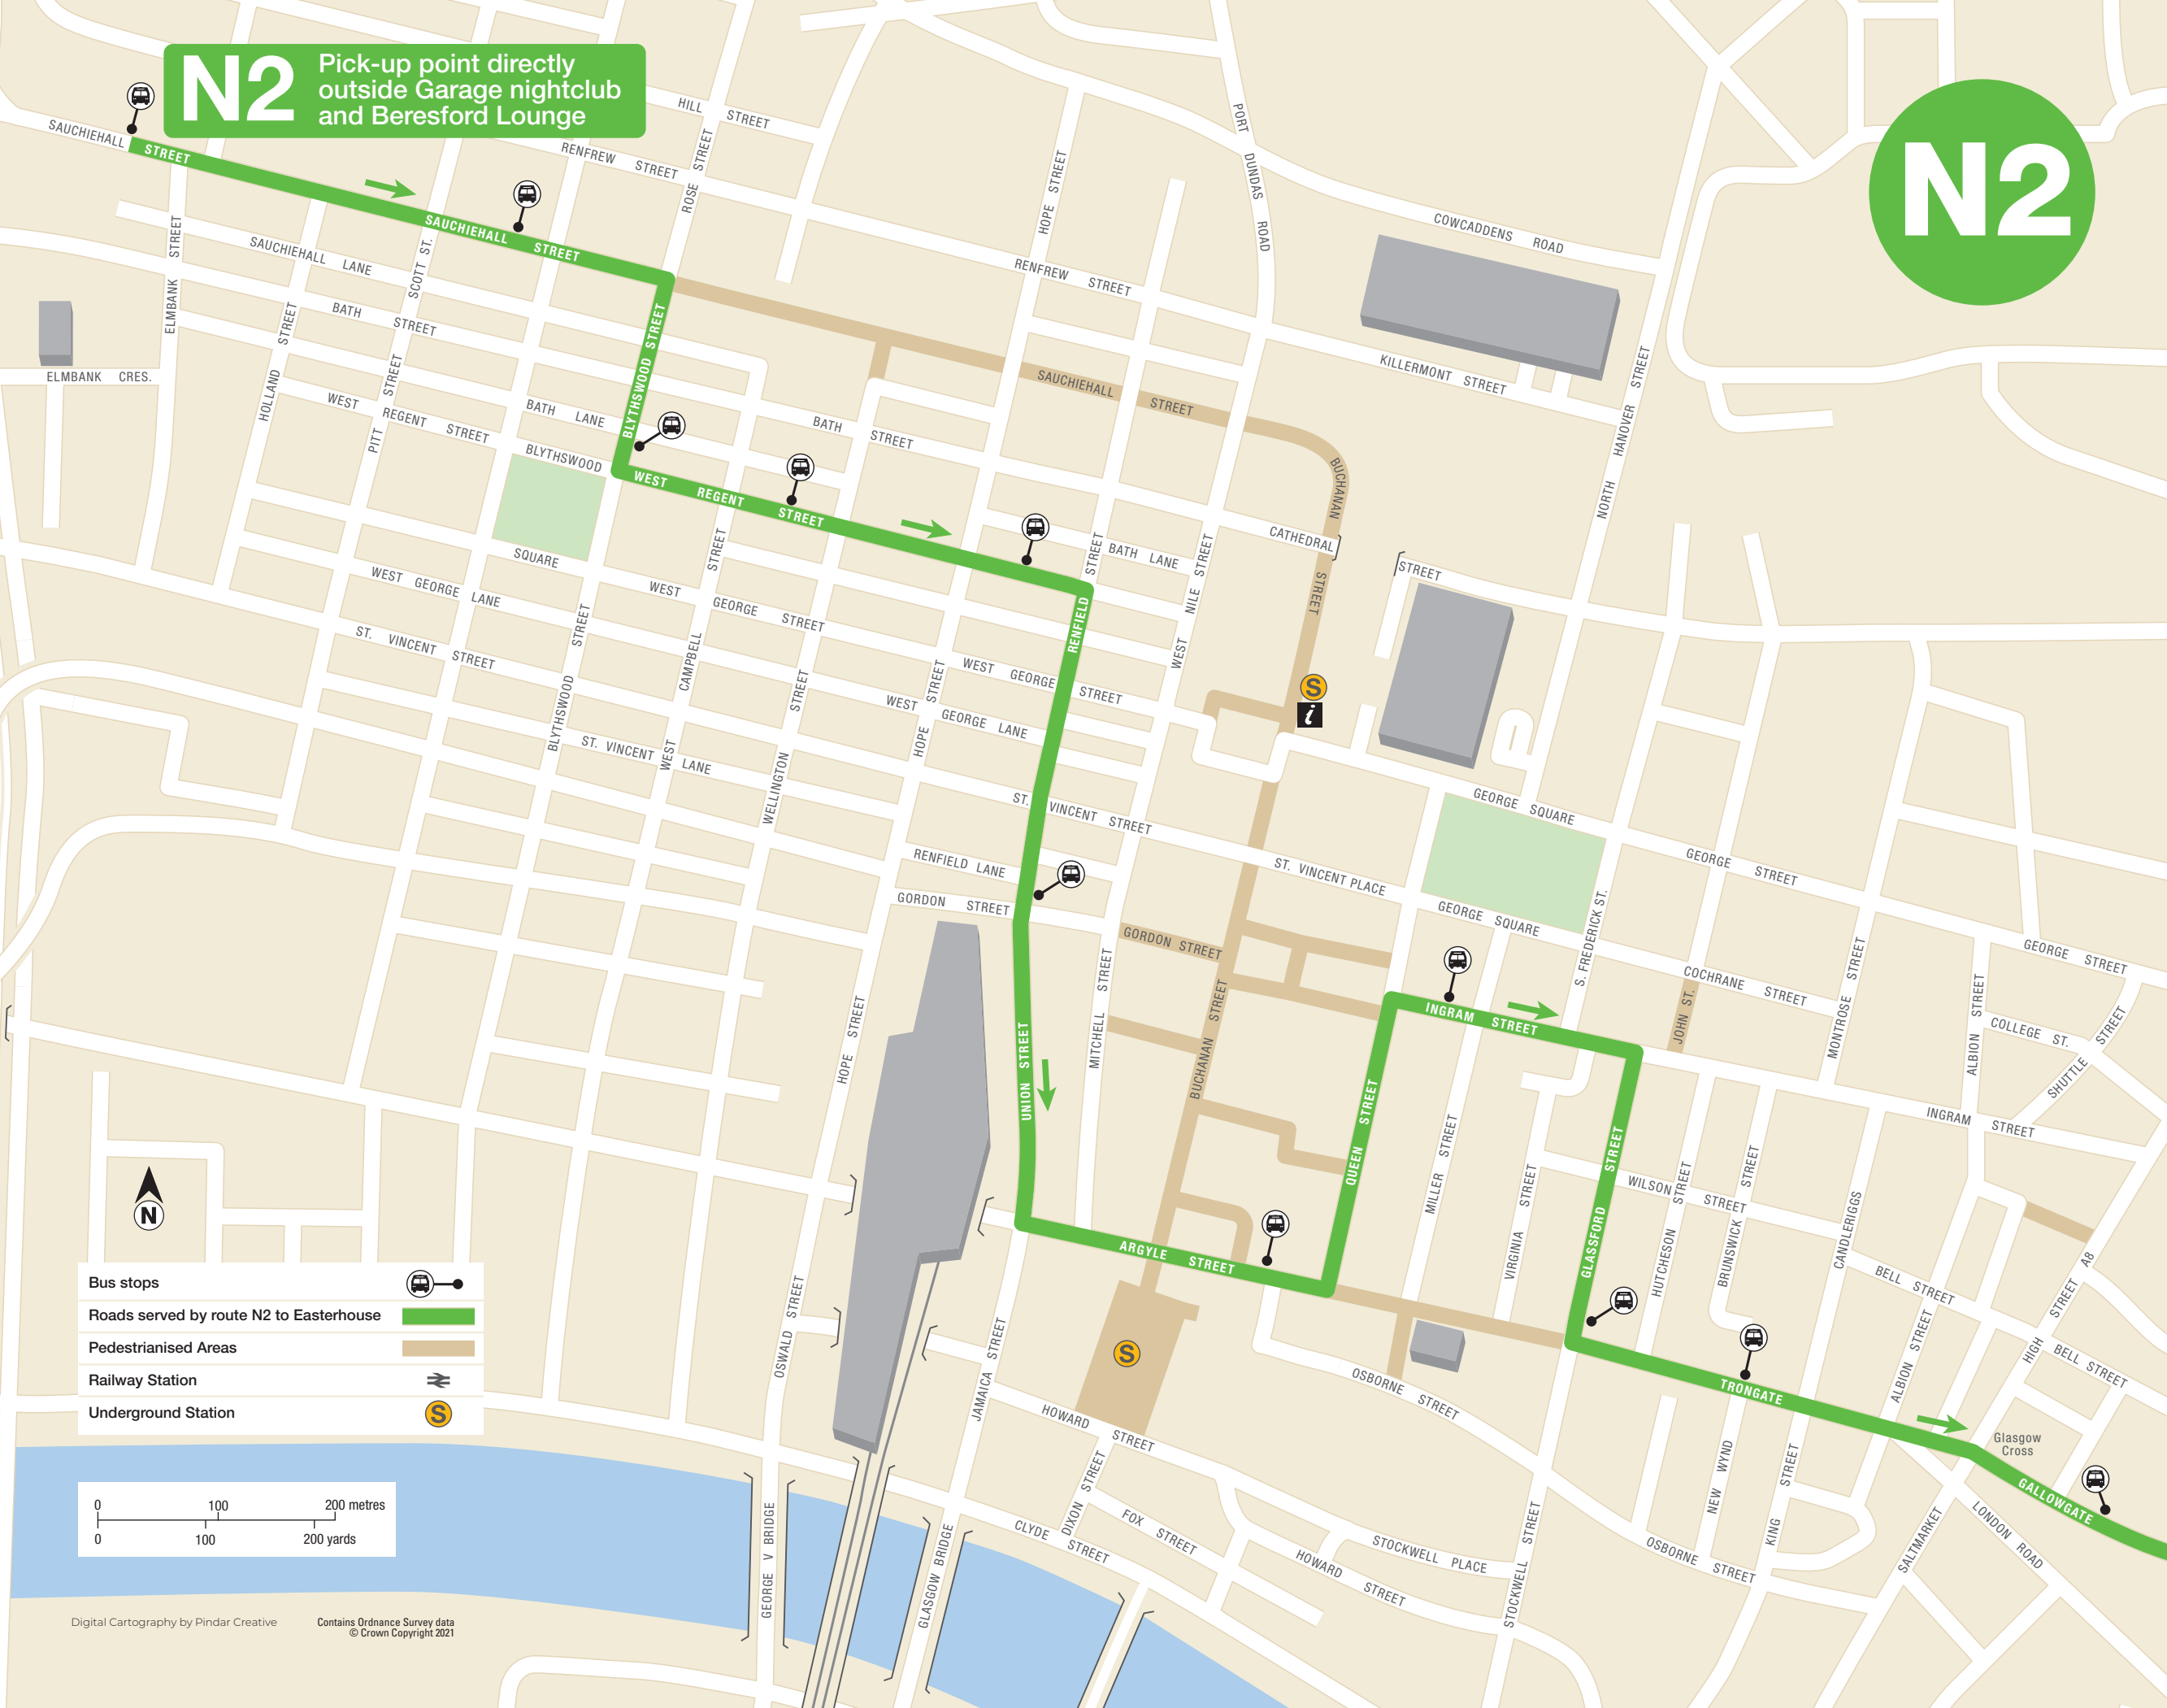 N2
Pick-up point directly
outside Garage nightclub
and Beresford Lounge
N2
SAUCHIEHALL STREET
SAUCHIEHALL STREET
HILL STREET
RENFREW STREET
ROSE STREET
HOPE STREET
PORT DUNDAS ROAD
COWCADDENS ROAD
RENFREW STREET
KILLERMONT STREET
NORTH HANOVER STREET
SAUCHIEHALL LANE
BATH STREET
ELMBANK STREET
ELMBANK CRES.
HOLLAND STREET
SCOTT ST.
PITT STREET
WEST REGENT STREET
BATH LANE
BLYTHSWOOD STREET
BLYTHSWOOD
SQUARE
SAUCHIEHALL STREET
BATH STREET
BUCHANAN STREET
CATHEDRAL STREET
WEST REGENT STREET
BATH LANE
WEST NILE STREET
RENFIELD STREET
WEST GEORGE LANE
WEST GEORGE STREET
ST. VINCENT STREET
BLYTHSWOOD STREET
WEST CAMPBELL STREET
WELLINGTON STREET
HOPE STREET
WEST GEORGE STREET
WEST GEORGE LANE
ST. VINCENT LANE
ST. VINCENT STREET
S
i
RENFIELD LANE
GORDON STREET
ST. VINCENT PLACE
GEORGE SQUARE
GEORGE SQUARE
GEORGE STREET
GEORGE STREET
S. FREDERICK ST.
COCHRANE STREET
JOHN ST.
MONTROSE STREET
ALBION STREET
COLLEGE ST.
SHUTTLE STREET
GORDON STREET
MITCHELL STREET
BUCHANAN STREET
UNION STREET
HOPE STREET
INGRAM STREET
INGRAM STREET
QUEEN STREET
MILLER STREET
VIRGINIA STREET
GLASSFORD STREET
WILSON STREET
HUTCHESON STREET
BRUNSWICK STREET
CANDLERIGGS
BELL STREET
BELL STREET
ALBION STREET
HIGH STREET A8
ARGYLE STREET
S
OSWALD STREET
JAMAICA STREET
HOWARD STREET
DIXON STREET
FOX STREET
CLYDE STREET
HOWARD STREET
STOCKWELL PLACE
STOCKWELL STREET
OSBORNE STREET
OSBORNE STREET
TRONGATE
NEW WYND
KING STREET
Glasgow
Cross
GALLOWGATE
SALTMARKET
LONDON ROAD
GEORGE V BRIDGE
GLASGOW BRIDGE
N
Bus stops
Roads served by route N2 to Easterhouse
Pedestrianised Areas
Railway Station
Underground Station S
0 100 200 metres
0 100 200 yards
Digital Cartography by Pindar Creative
Contains Ordnance Survey data
© Crown Copyright 2021